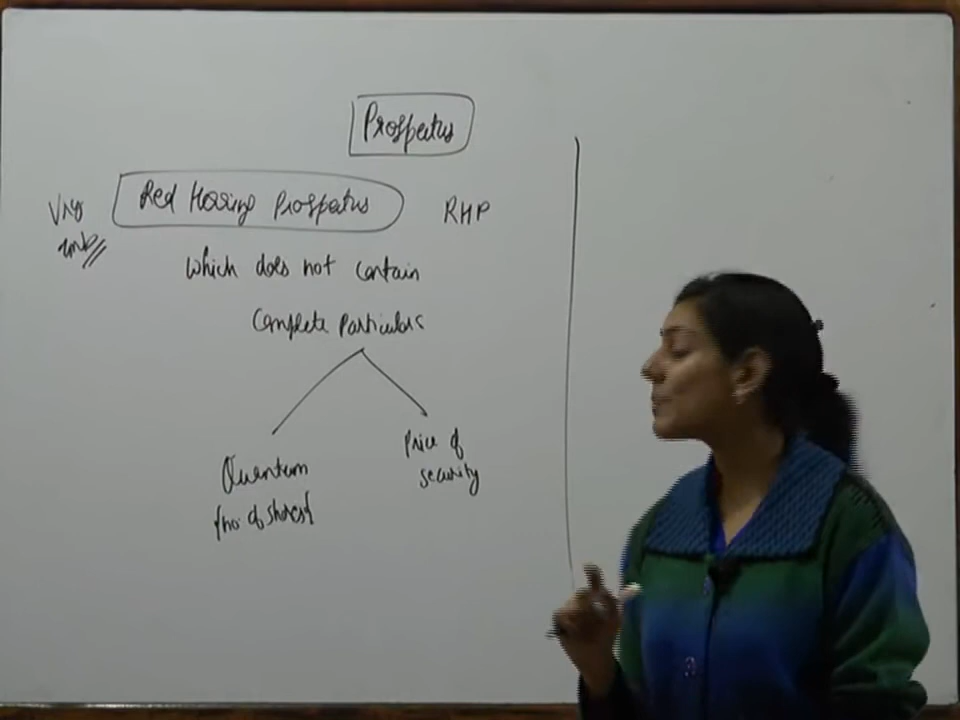 Prospectus
Very Red Herring Prospectus RHP
Imp
Which does not contain
Complete Particulars
Quantum Price of
{no. of shares} security